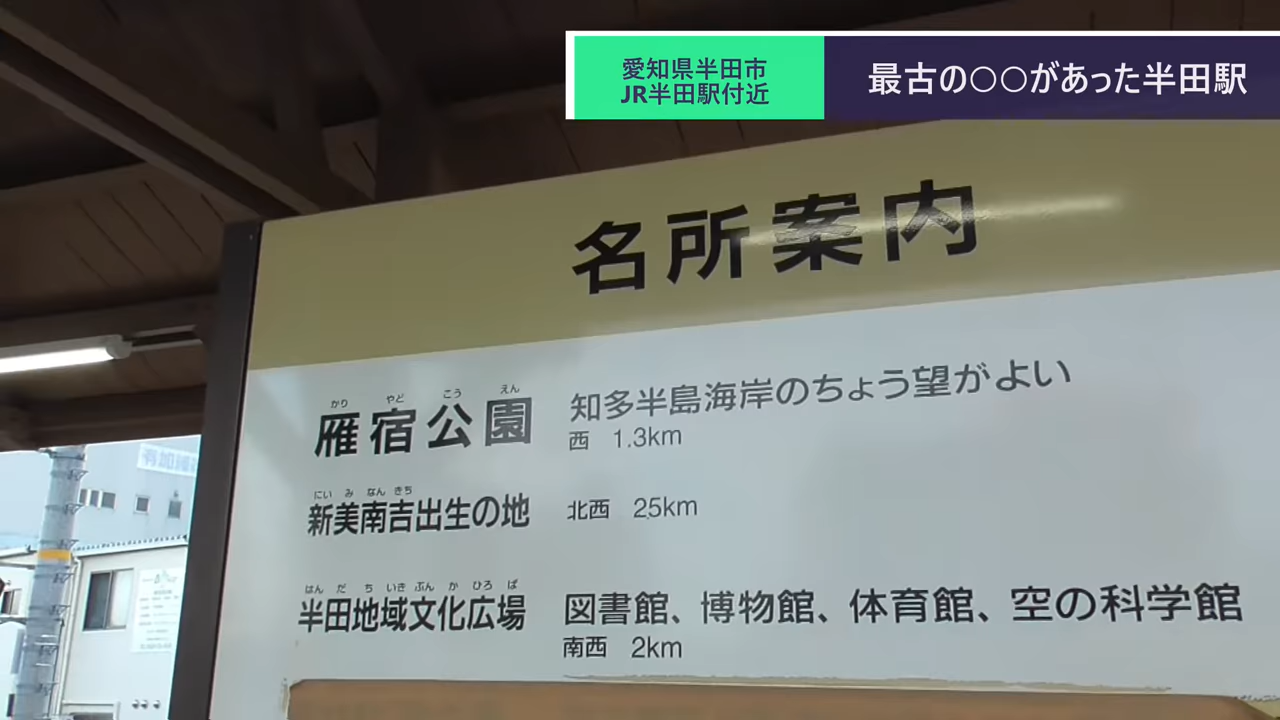 愛知県半田市
JR半田駅付近
最古の○○があった半田駅
名所案内
かり やど こう えん
雁宿公園
知多半島海岸のちょう望がよい
西 1.3km
にい み なん きち
新美南吉出生の地
北西 25km
はん だ ち いき ぶん か ひろ ば
半田地域文化広場
図書館、博物館、体育館、空の科学館
南西 2km